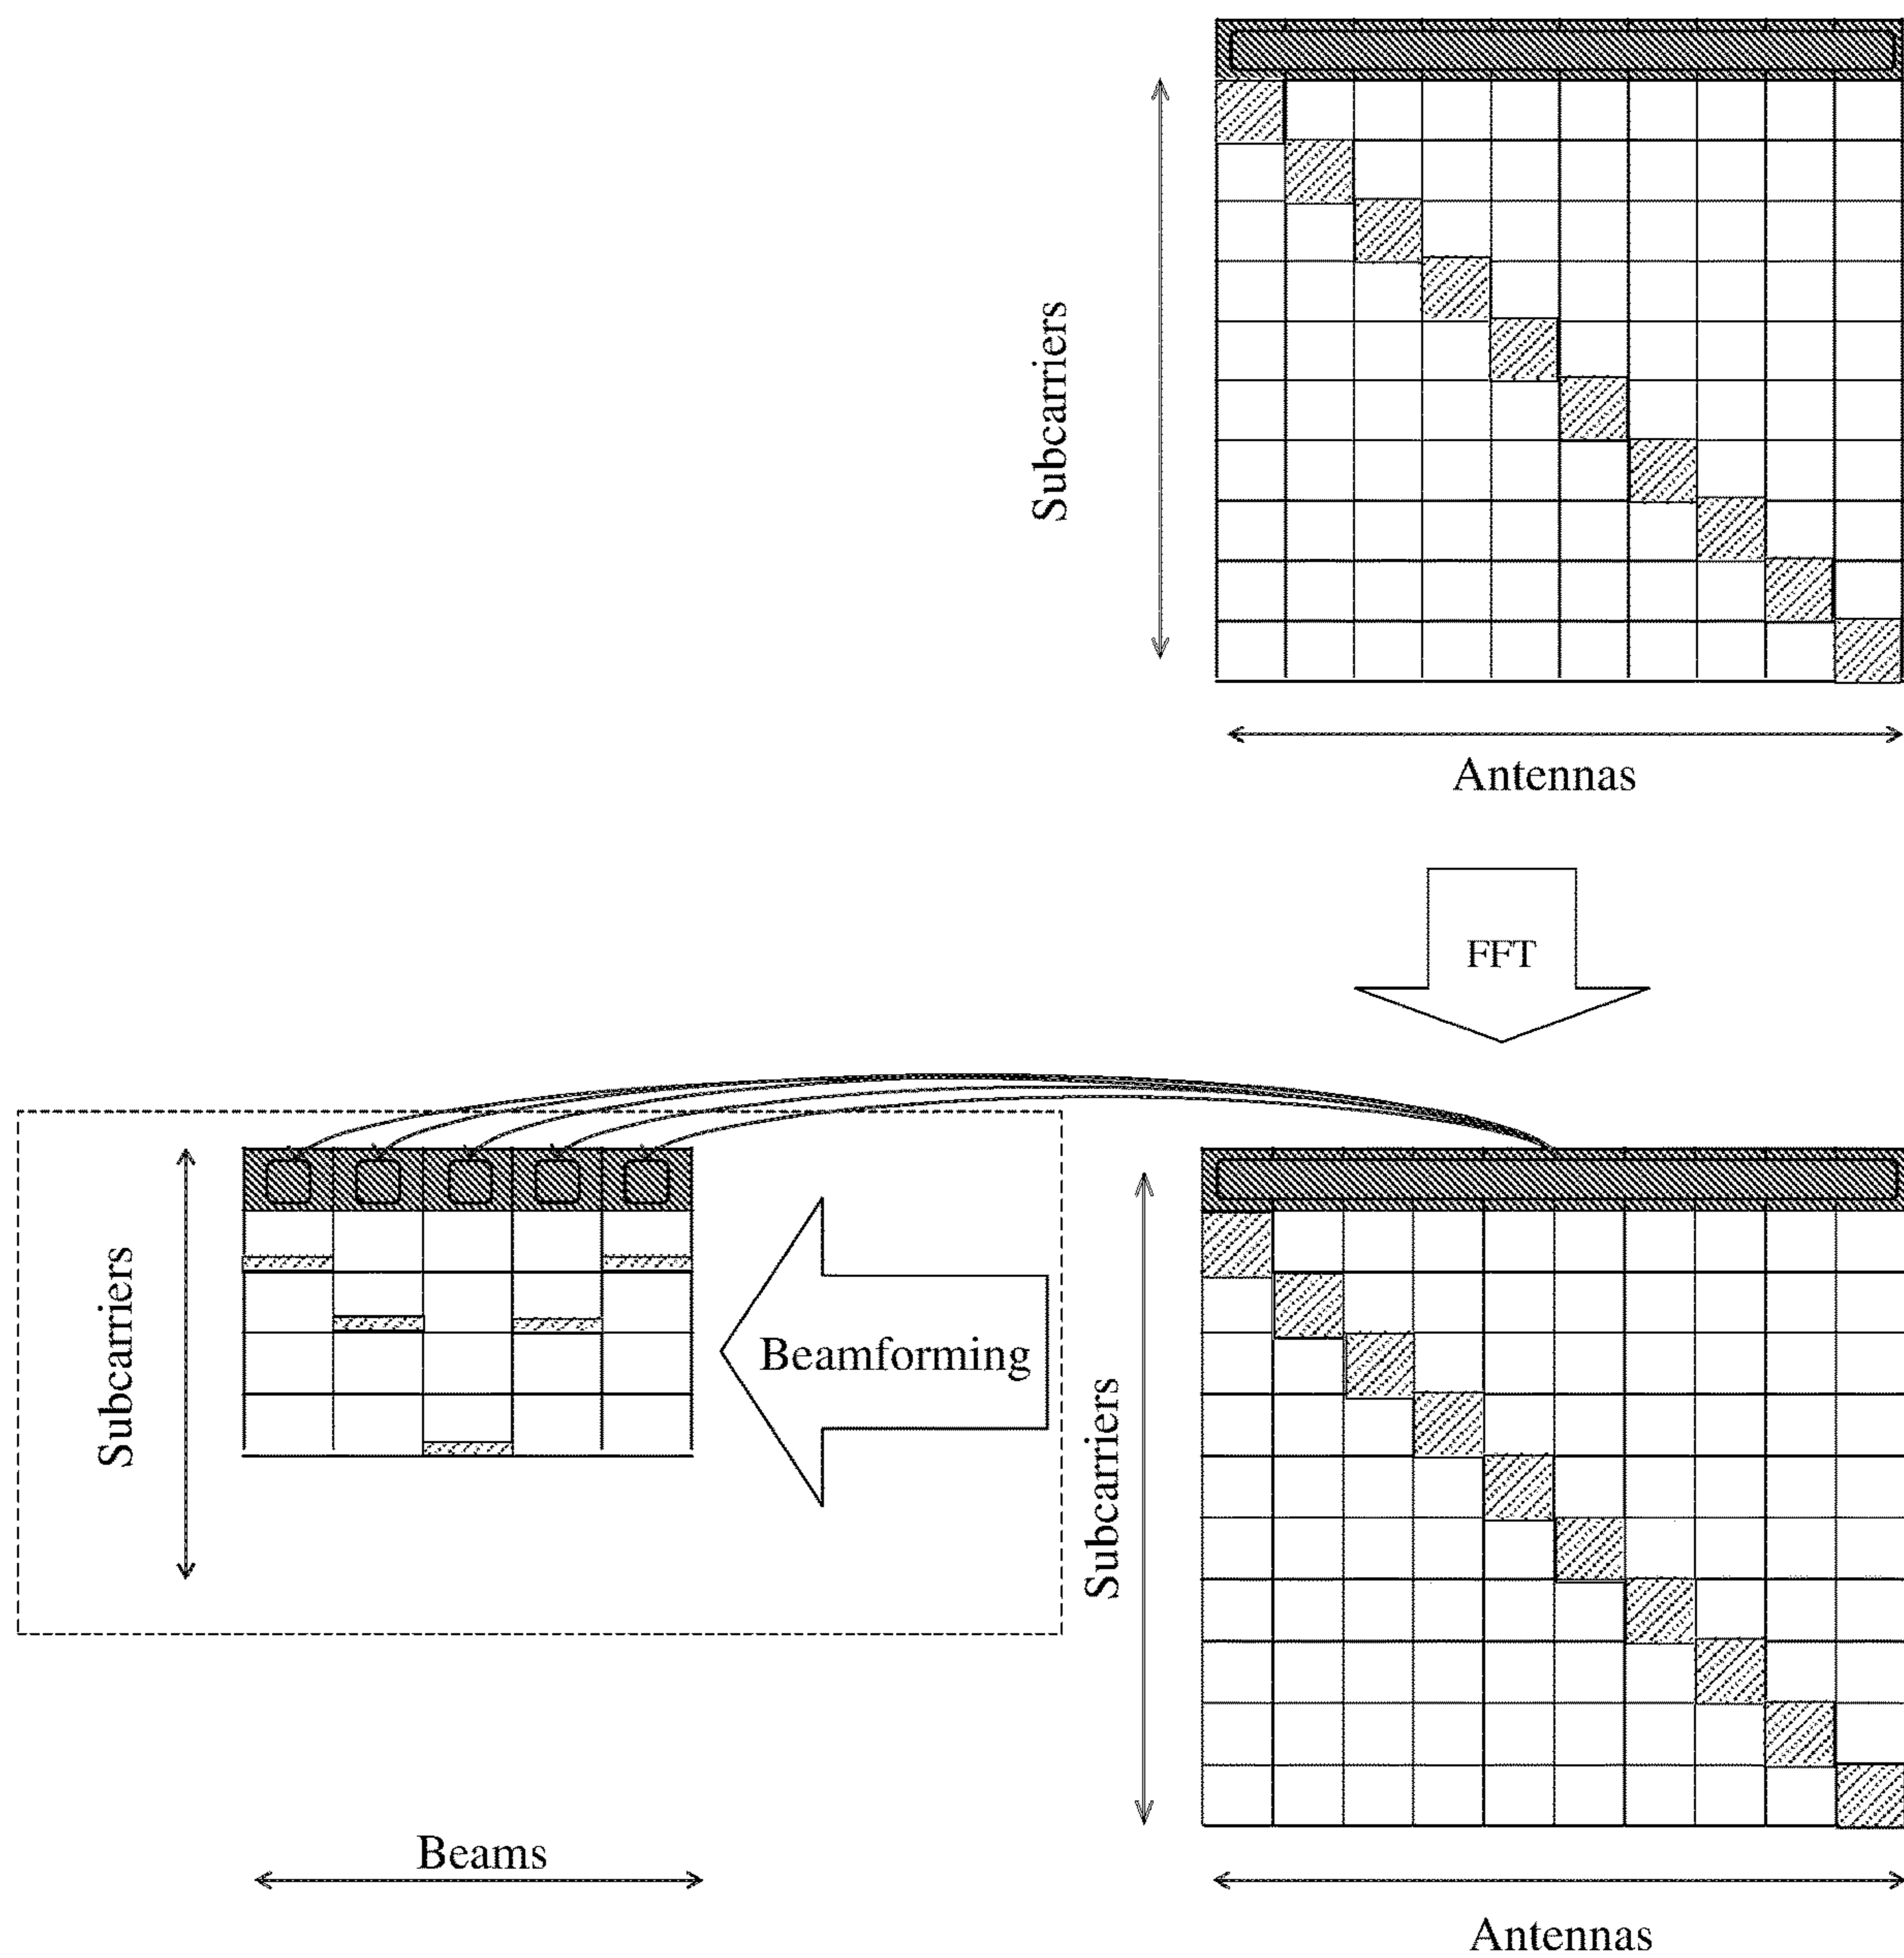 Subcarriers
Antennas
FFT
Subcarriers
Beamforming
Subcarriers
Beams
Antennas